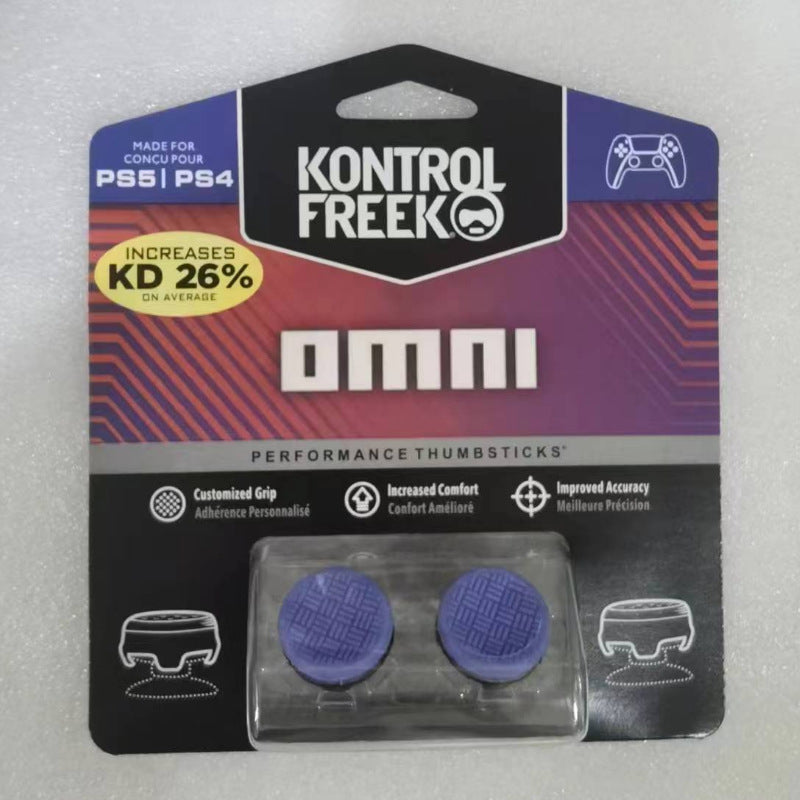 MADE FOR
CONÇU POUR
PS5 | PS4
KONTROL
FREEK®
INCREASES
KD 26%
ON AVERAGE
OMNI
PERFORMANCE THUMBSTICKS®
Customized Grip
Adhérence Personnalisé
Increased Comfort
Confort Amélioré
Improved Accuracy
Meilleure Précision